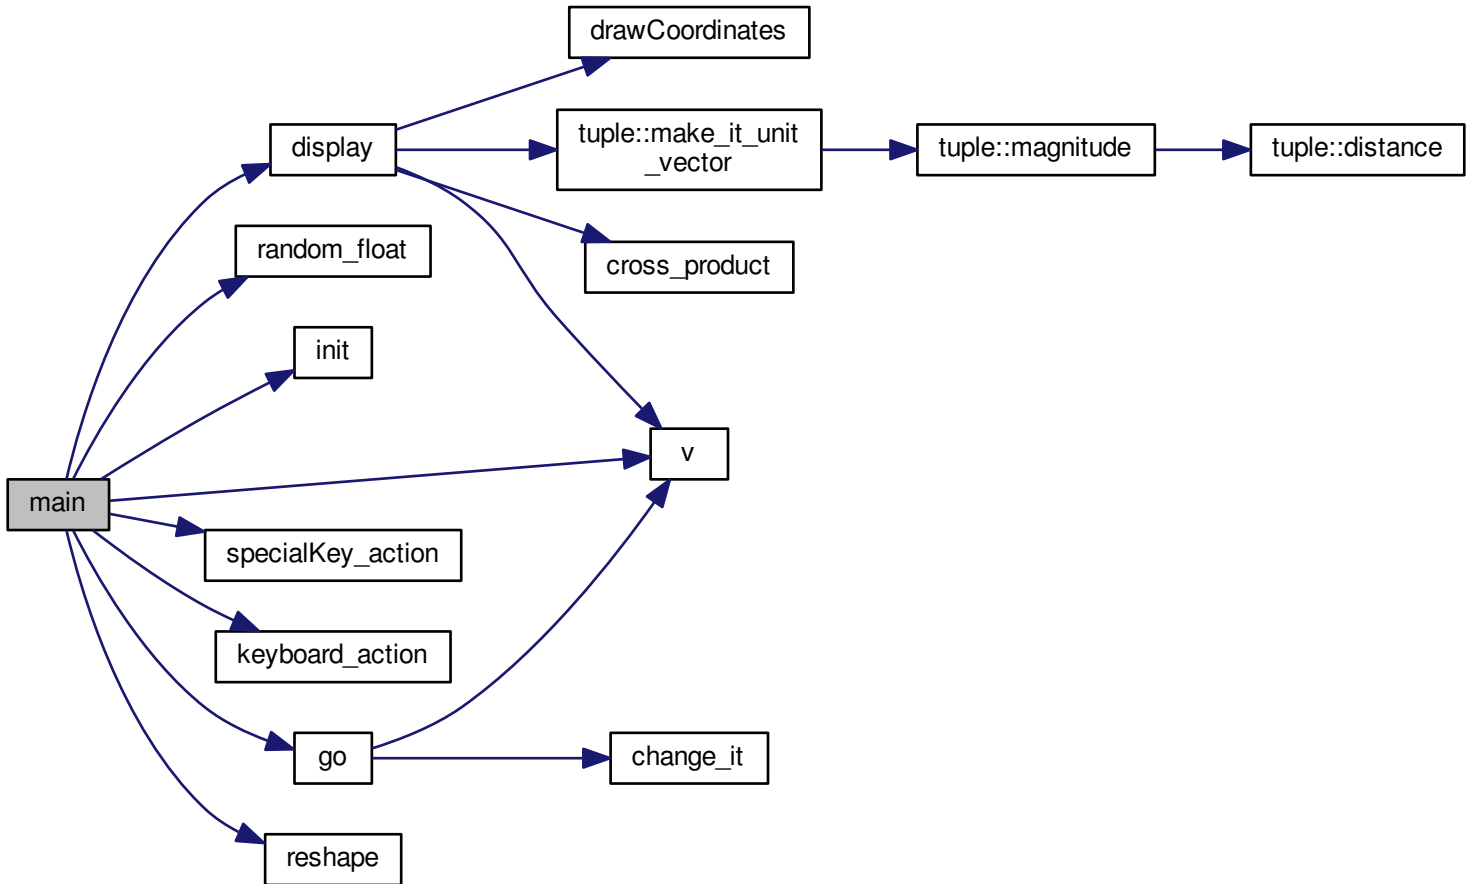 drawCoordinates
display
tuple::make_it_unit
_vector
tuple::magnitude
tuple::distance
random_float
cross_product
init
v
main
specialKey_action
keyboard_action
go
change_it
reshape